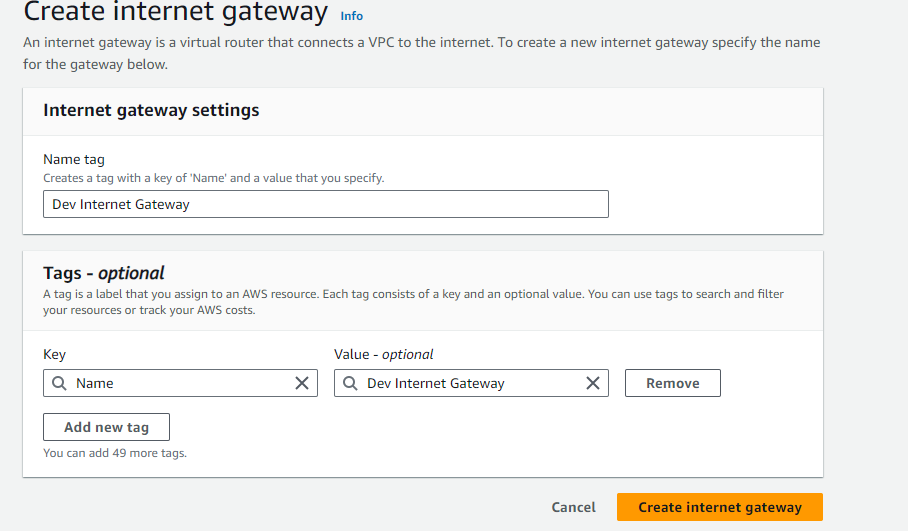 Create internet gateway Info
An internet gateway is a virtual router that connects a VPC to the internet. To create a new internet gateway specify the name
for the gateway below.
Internet gateway settings
Name tag
Creates a tag with a key of 'Name' and a value that you specify.
Dev Internet Gateway
Tags - optional
A tag is a label that you assign to an AWS resource. Each tag consists of a key and an optional value. You can use tags to search and filter
your resources or track your AWS costs.
Key Value - optional
Name Dev Internet Gateway Remove
Add new tag
You can add 49 more tags.
Cancel Create internet gateway